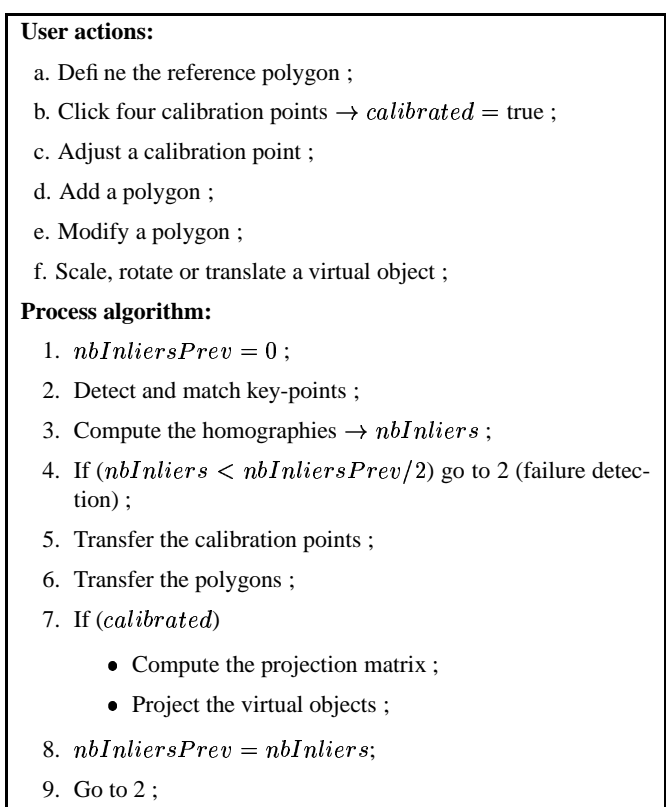 User actions:
a. Defi ne the reference polygon ;
b. Click four calibration points → calibrated = true ;
c. Adjust a calibration point ;
d. Add a polygon ;
e. Modify a polygon ;
f. Scale, rotate or translate a virtual object ;
Process algorithm:
1. nbInliersPrev = 0 ;
2. Detect and match key-points ;
3. Compute the homographies → nbInliers ;
4. If (nbInliers < nbInliersPrev/2) go to 2 (failure detec-
tion) ;
5. Transfer the calibration points ;
6. Transfer the polygons ;
7. If (calibrated)
• Compute the projection matrix ;
• Project the virtual objects ;
8. nbInliersPrev = nbInliers;
9. Go to 2 ;